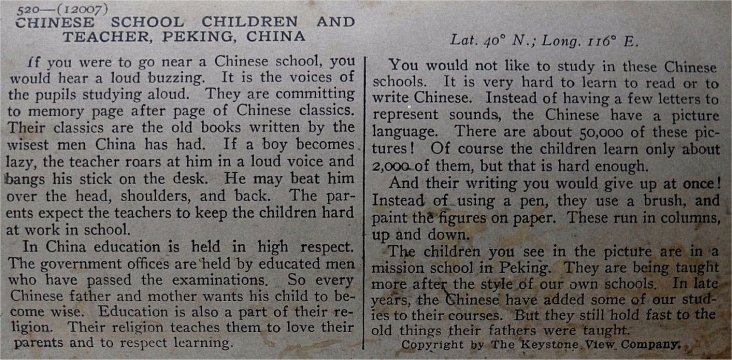 520—(12007)
CHINESE SCHOOL CHILDREN AND
TEACHER, PEKING, CHINA
If you were to go near a Chinese school, you
would hear a loud buzzing. It is the voices of
the pupils studying aloud. They are committing
to memory page after page of Chinese classics.
Their classics are the old books written by the
wisest men China has had. If a boy becomes
lazy, the teacher roars at him in a loud voice and
bangs his stick on the desk. He may beat him
over the head, shoulders, and back. The par-
ents expect the teachers to keep the children hard
at work in school.
In China education is held in high respect.
The government offices are held by educated men
who have passed the examinations. So every
Chinese father and mother wants his child to be-
come wise. Education is also a part of their re-
ligion. Their religion teaches them to love their
parents and to respect learning.
Lat. 40° N.; Long. 116° E.
You would not like to study in these Chinese
schools. It is very hard to learn to read or to
write Chinese. Instead of having a few letters to
represent sounds, the Chinese have a picture
language. There are about 50,000 of these pic-
tures! Of course the children learn only about
2,000 of them, but that is hard enough.
And their writing you would give up at once!
Instead of using a pen, they use a brush, and
paint the figures on paper. These run in columns,
up and down.
The children you see in the picture are in a
mission school in Peking. They are being taught
more after the style of our own schools. In late
years, the Chinese have added some of our stud-
ies to their courses. But they still hold fast to the
old things their fathers were taught.
Copyright by The Keystone View Company.